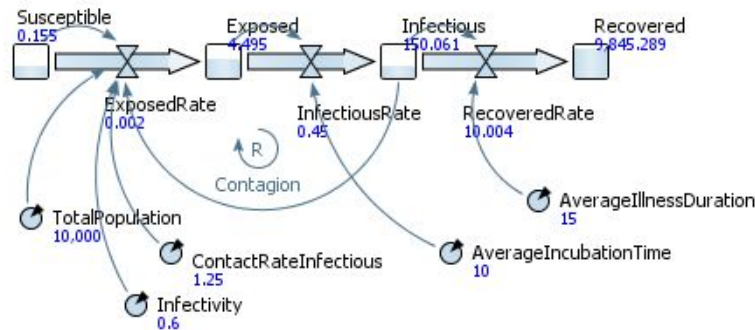 Susceptible
0.155
Exposed
4.495
Infectious
150.061
Recovered
9,845.289
ExposedRate
0.002
InfectiousRate
0.45
RecoveredRate
10.004
R
Contagion
TotalPopulation
10,000
AverageIllnessDuration
15
ContactRateInfectious
1.25
AverageIncubationTime
10
Infectivity
0.6